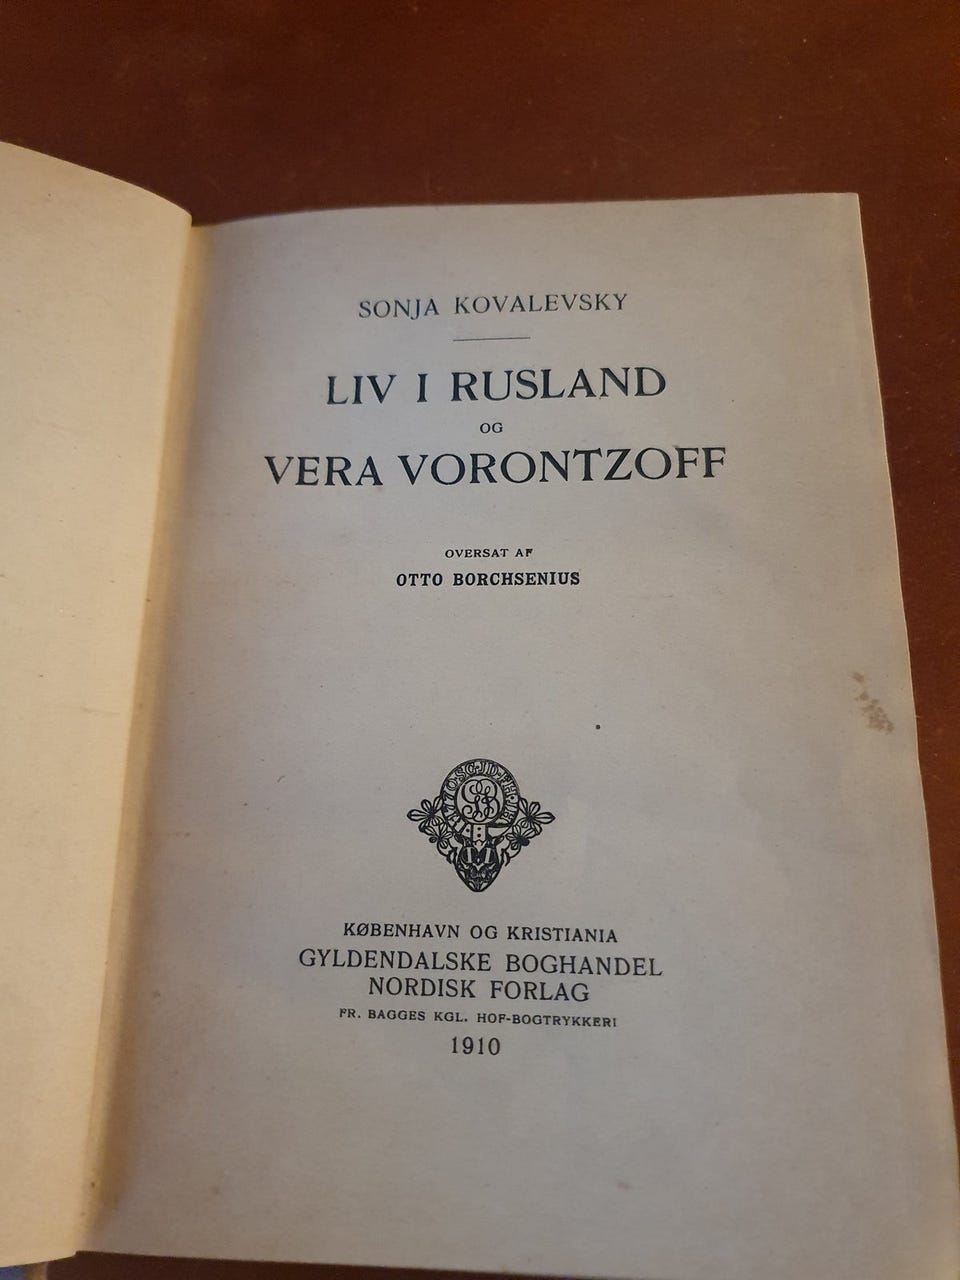 SONJA KOVALEVSKY
LIV I RUSLAND
OG
VERA VORONTZOFF
OVERSAT AF
OTTO BORCHSENIUS
KØBENHAVN OG KRISTIANIA
GYLDENDALSKE BOGHANDEL
NORDISK FORLAG
FR. BAGGES KGL. HOF-BOGTRYKKERI
1910